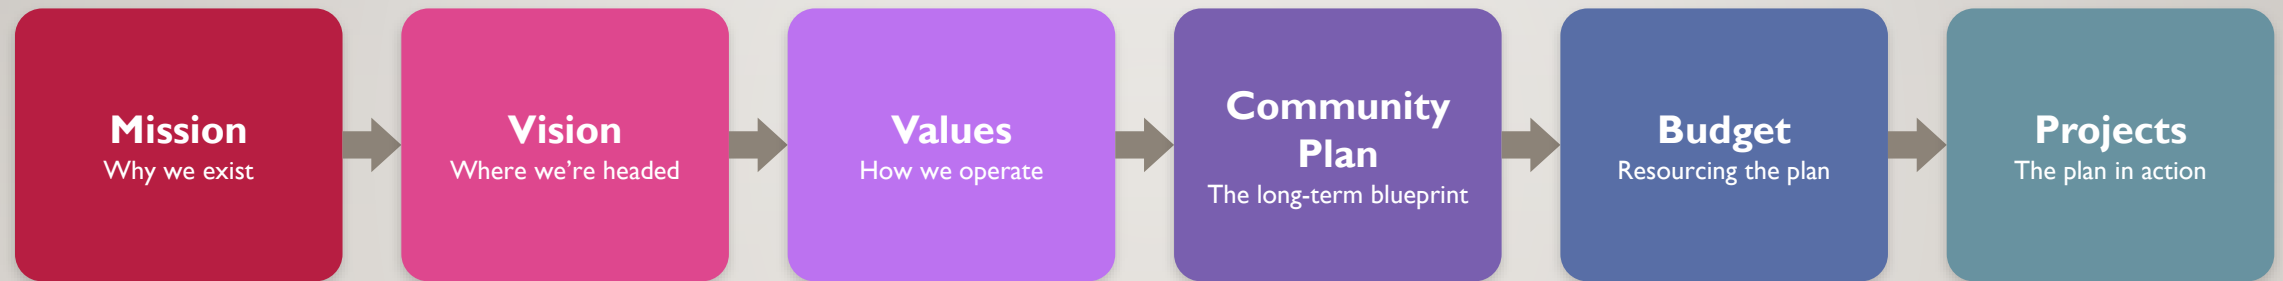 Mission
Why we exist
Vision
Where we’re headed
Values
How we operate
Community
Plan
The long-term blueprint
Budget
Resourcing the plan
Projects
The plan in action